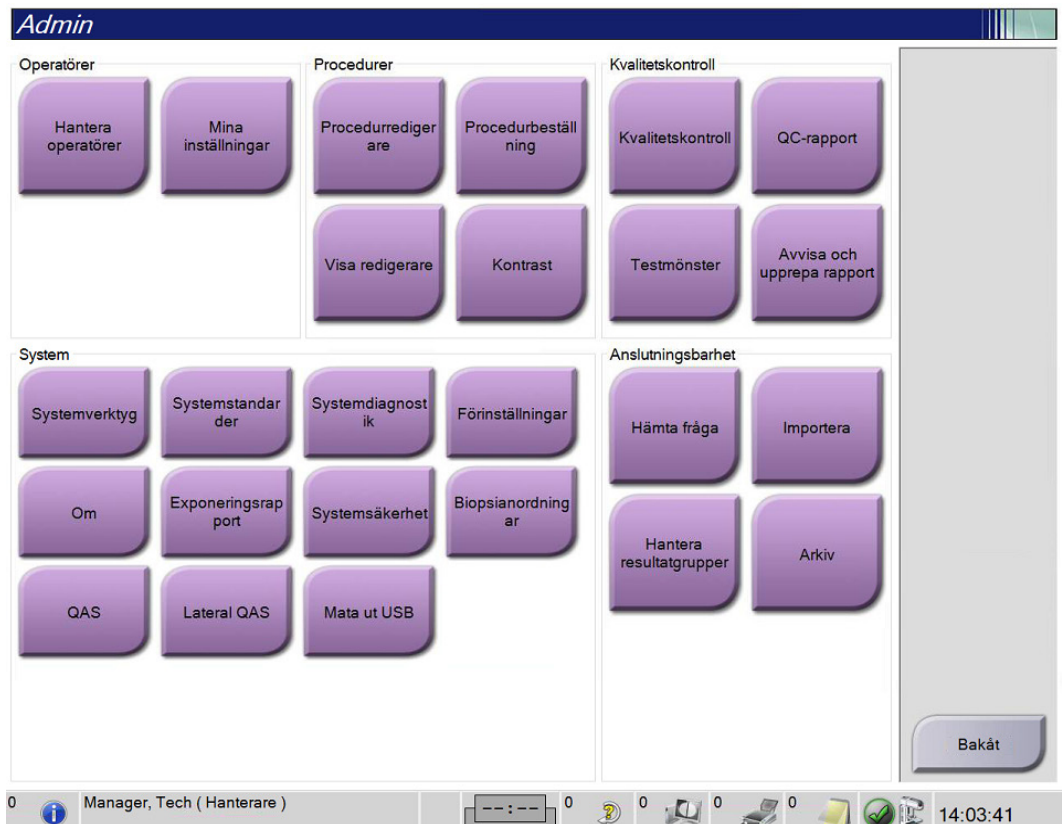 Admin
Operatörer
Hantera
operatörer
Mina
inställningar
Procedurer
Procedurrediger
are
Procedurbeställ
ning
Visa redigerare
Kontrast
Kvalitetskontroll
Kvalitetskontroll
QC-rapport
Testmönster
Avvisa och
upprepa rapport
System
Systemverktyg
Systemstandar
der
Systemdiagnost
ik
Förinställningar
Om
Exponeringsrap
port
Systemsäkerhet
Biopsianordning
ar
QAS
Lateral QAS
Mata ut USB
Anslutningsbarhet
Hämta fråga
Importera
Hantera
resultatgrupper
Arkiv
Bakåt
0 Manager, Tech ( Hanterare ) --:-- 0 0 0 0 14:03:41